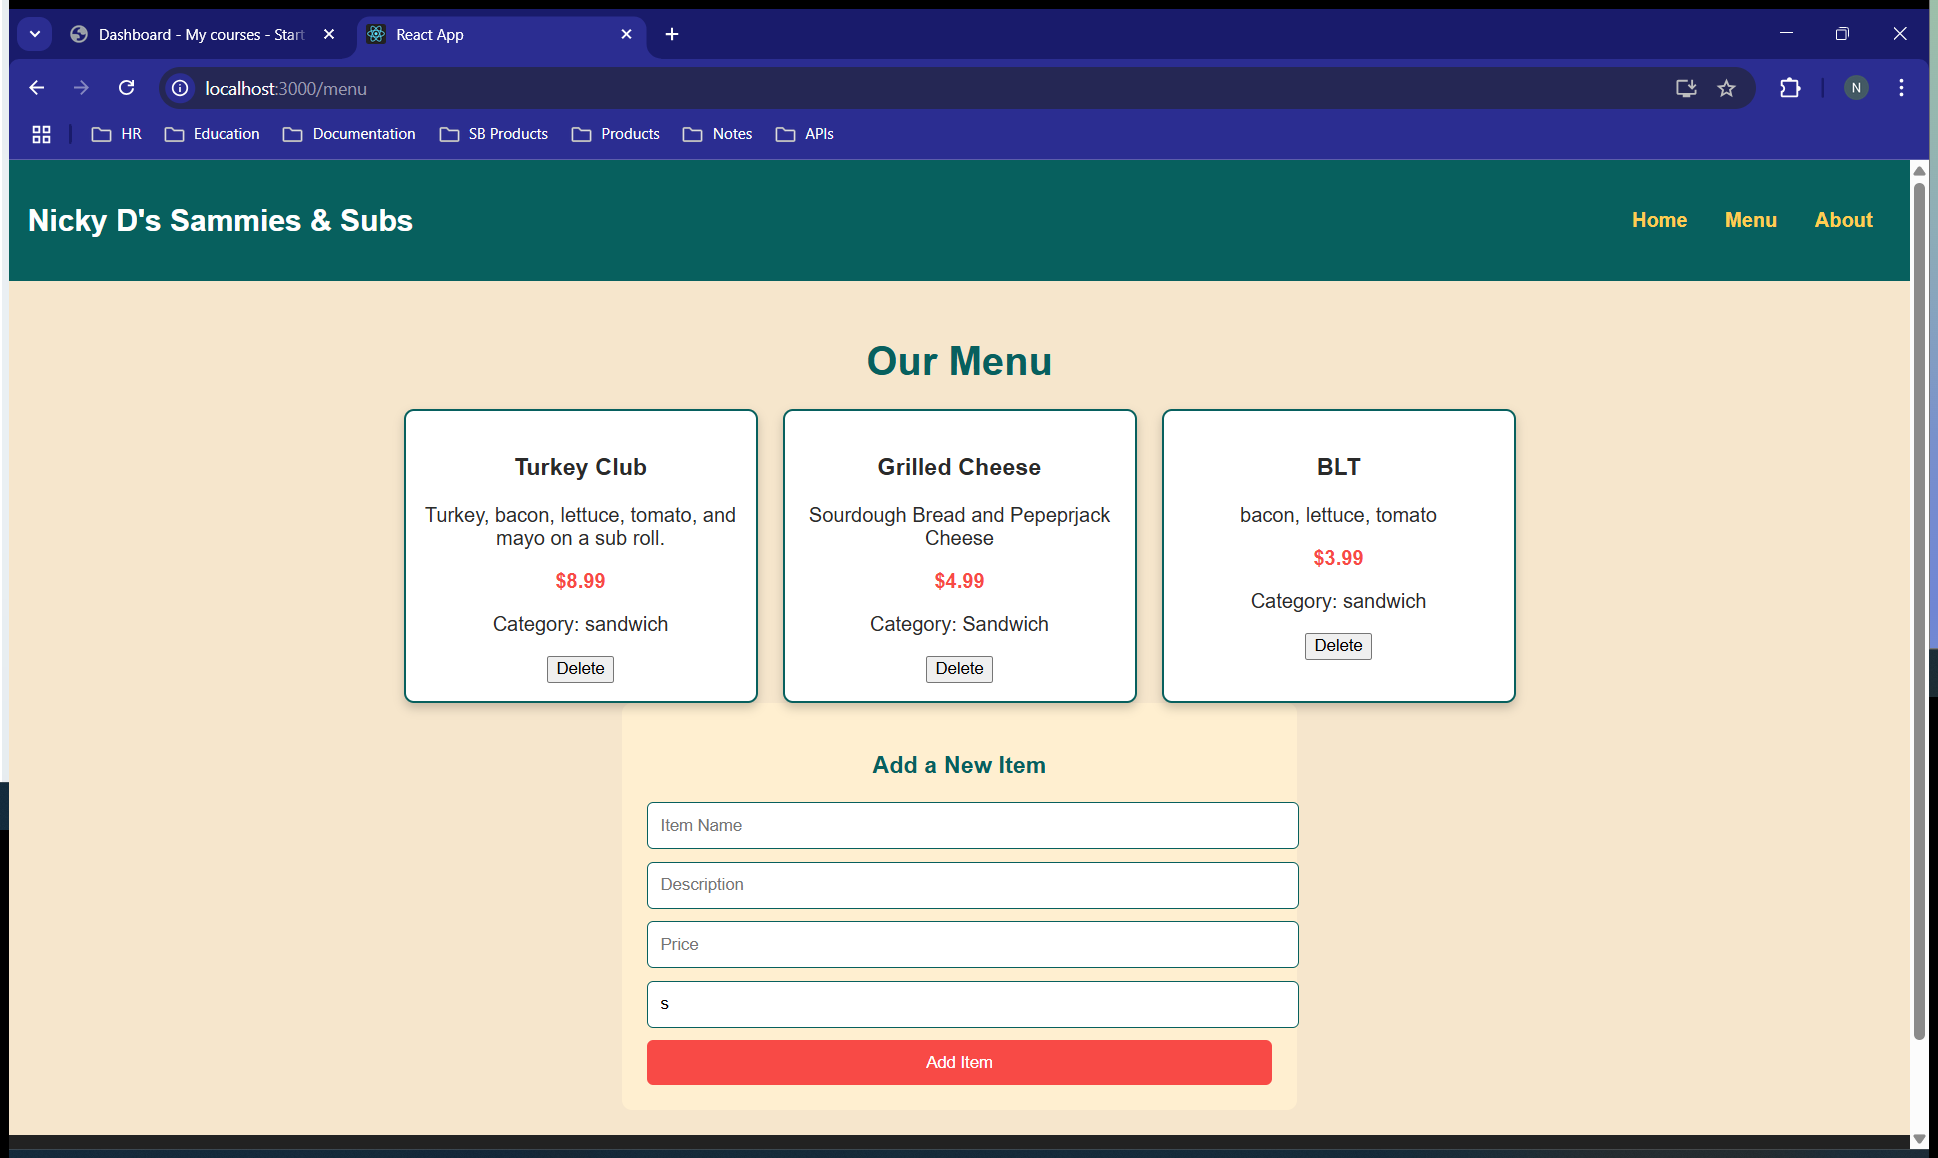 Dashboard - My courses - Start
React App
localhost:3000/menu
N
HR
Education
Documentation
SB Products
Products
Notes
APIs
Nicky D's Sammies & Subs
Home
Menu
About
Our Menu
Turkey Club
Turkey, bacon, lettuce, tomato, and
mayo on a sub roll.
$8.99
Category: sandwich
Delete
Grilled Cheese
Sourdough Bread and Pepeprjack
Cheese
$4.99
Category: Sandwich
Delete
BLT
bacon, lettuce, tomato
$3.99
Category: sandwich
Delete
Add a New Item
Item Name
Description
Price
s
Add Item